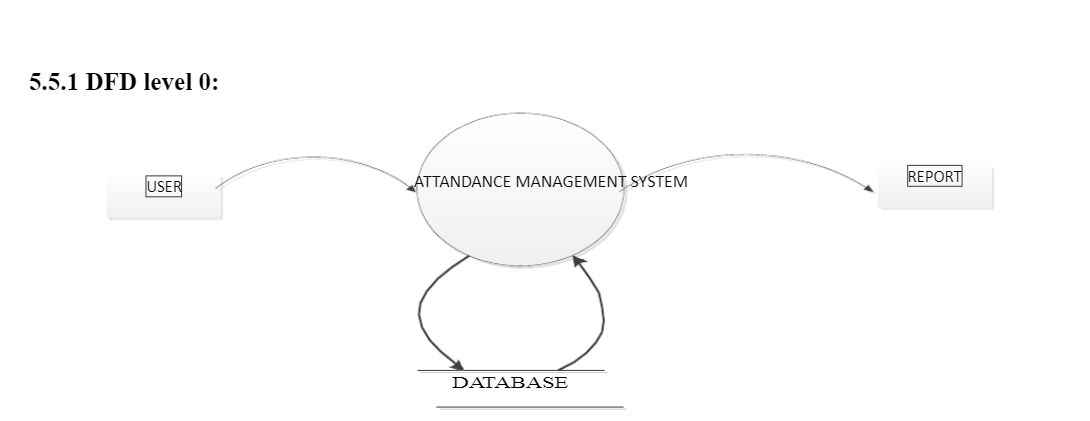 5.5.1 DFD level 0:
USER
ATTANDANCE MANAGEMENT SYSTEM
REPORT
DATABASE